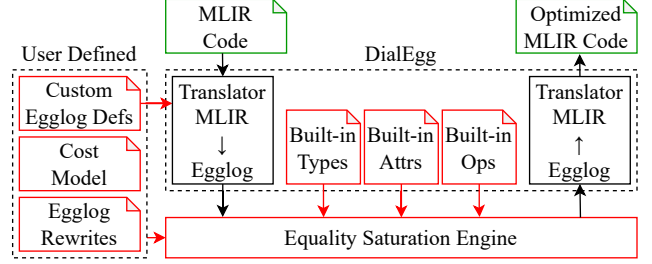 MLIR
Code
Optimized
MLIR Code
User Defined
DialEgg
Custom
Egglog Defs
Cost
Model
Egglog
Rewrites
Translator
MLIR
↓
Egglog
Built-in
Types
Built-in
Attrs
Built-in
Ops
Translator
MLIR
↑
Egglog
Equality Saturation Engine